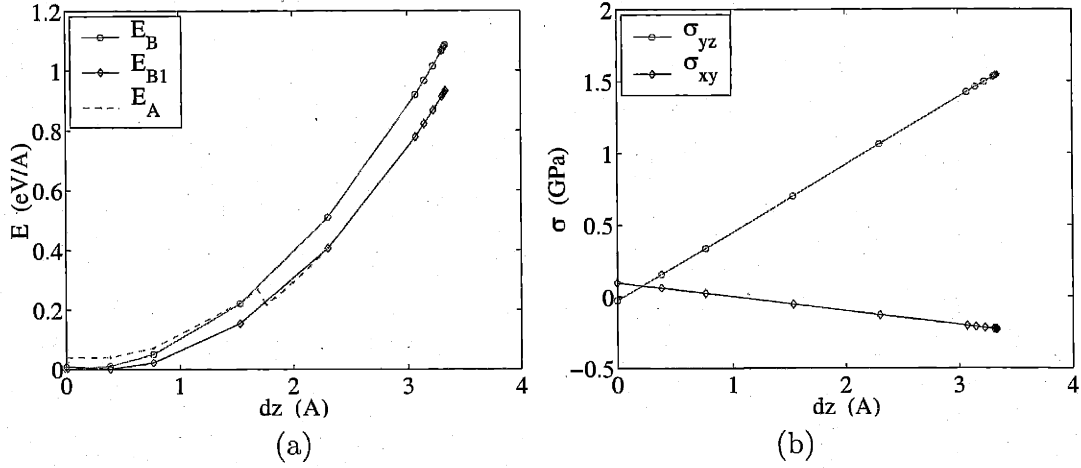 1.2
1
0.8
0.6
0.4
0.2
0
E (eV/A)
E_B
E_B1
E_A
0 1 2 3 4
dz (A)
(a)
2
1.5
1
0.5
0
−0.5
σ (GPa)
σ_yz
σ_xy
0 1 2 3 4
dz (A)
(b)